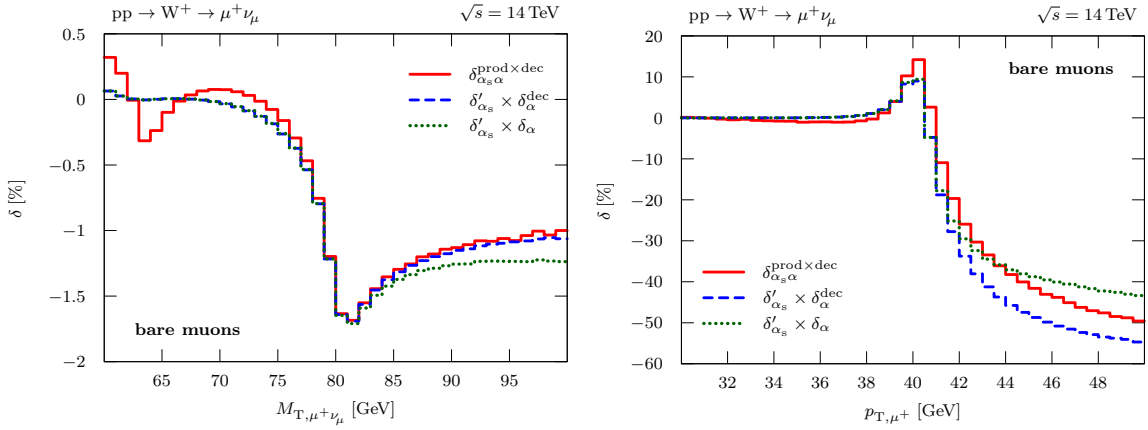 pp → W⁺ → μ⁺ν_μ
√s = 14 TeV
0.5
0
−0.5
−1
−1.5
−2
δ [%]
δ^{prod×dec}_{α_sα}
δ′_{α_s} × δ^{dec}_α
δ′_{α_s} × δ_α
bare muons
65 70 75 80 85 90 95
M_{T,μ⁺ν_μ} [GeV]
pp → W⁺ → μ⁺ν_μ
√s = 14 TeV
20
10
0
−10
−20
−30
−40
−50
−60
δ [%]
bare muons
δ^{prod×dec}_{α_sα}
δ′_{α_s} × δ^{dec}_α
δ′_{α_s} × δ_α
32 34 36 38 40 42 44 46 48
p_{T,μ⁺} [GeV]